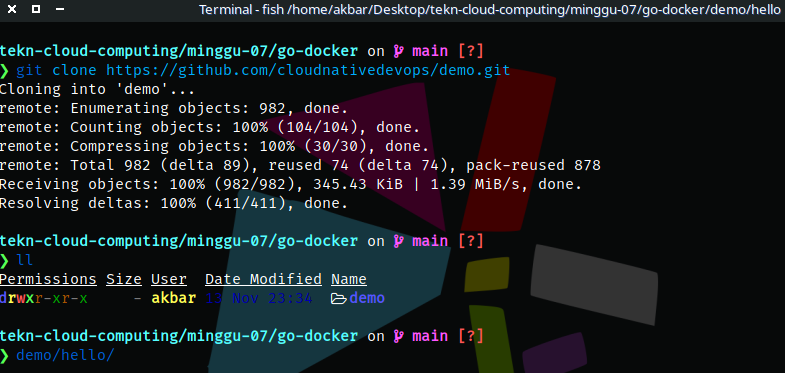 Terminal - fish /home/akbar/Desktop/tekn-cloud-computing/minggu-07/go-docker/demo/hello
tekn-cloud-computing/minggu-07/go-docker on main [?]
❯ git clone https://github.com/cloudnativedevops/demo.git
Cloning into 'demo'...
remote: Enumerating objects: 982, done.
remote: Counting objects: 100% (104/104), done.
remote: Compressing objects: 100% (30/30), done.
remote: Total 982 (delta 89), reused 74 (delta 74), pack-reused 878
Receiving objects: 100% (982/982), 345.43 KiB | 1.39 MiB/s, done.
Resolving deltas: 100% (411/411), done.
tekn-cloud-computing/minggu-07/go-docker on main [?]
❯ ll
Permissions Size User Date Modified Name
drwxr-xr-x - akbar 13 Nov 23:34 demo
tekn-cloud-computing/minggu-07/go-docker on main [?]
❯ demo/hello/